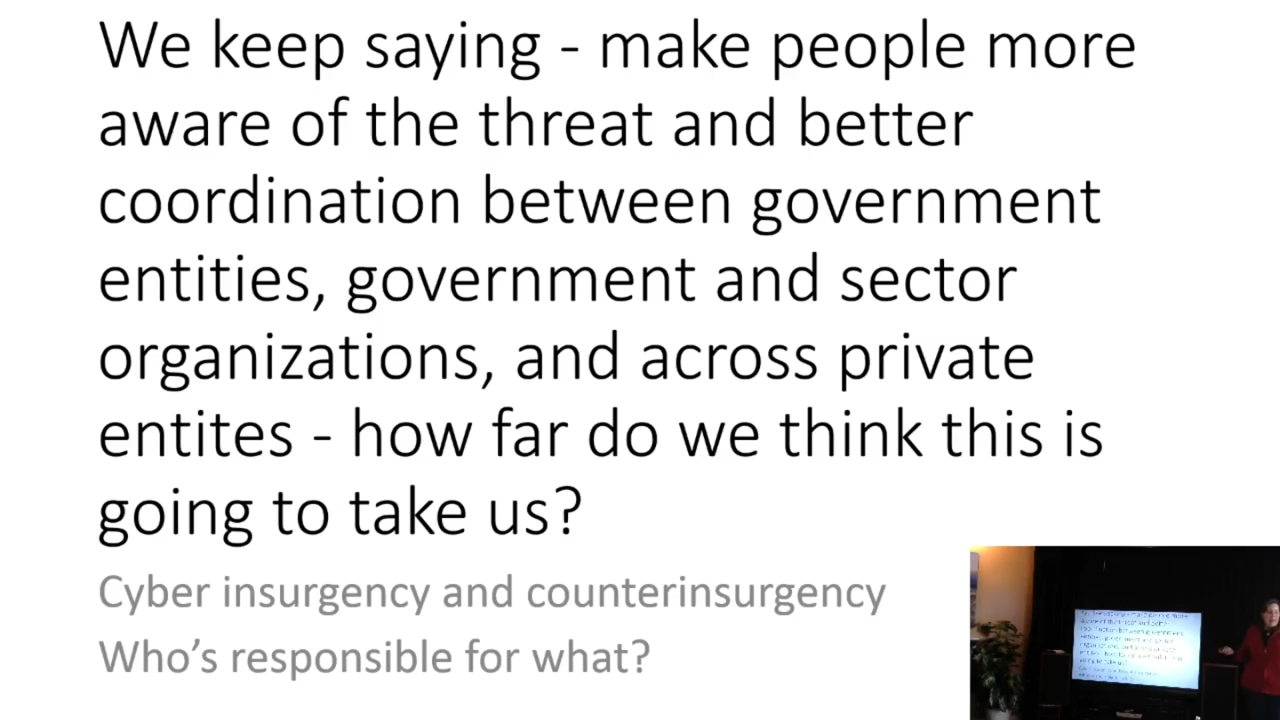 We keep saying - make people more
aware of the threat and better
coordination between government
entities, government and sector
organizations, and across private
entites - how far do we think this is
going to take us?
Cyber insurgency and counterinsurgency
Who’s responsible for what?